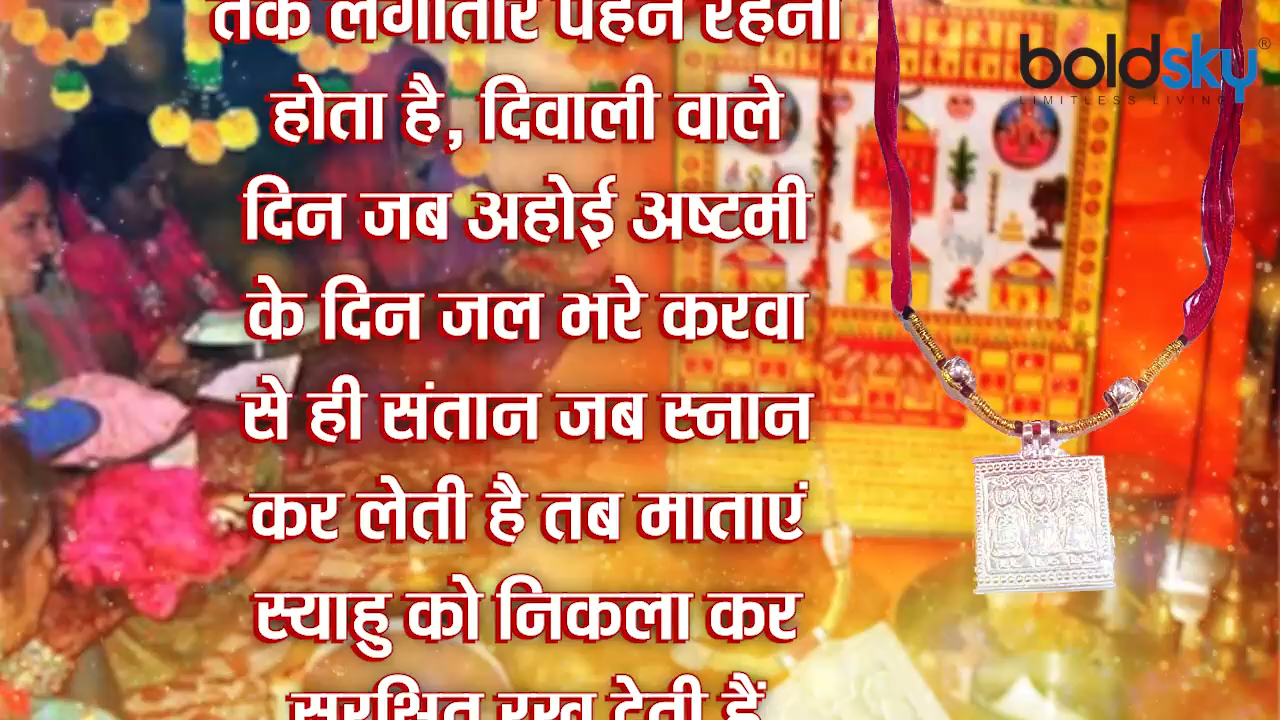 तक लगातार पहने रहना
होता है, दिवाली वाले
दिन जब अहोई अष्टमी
के दिन जल भरे करवा
से ही संतान जब स्नान
कर लेती है तब माताएं
स्याहु को निकला कर
सुरक्षित रख देती हैं
boldsky®
LIMITLESS LIVING